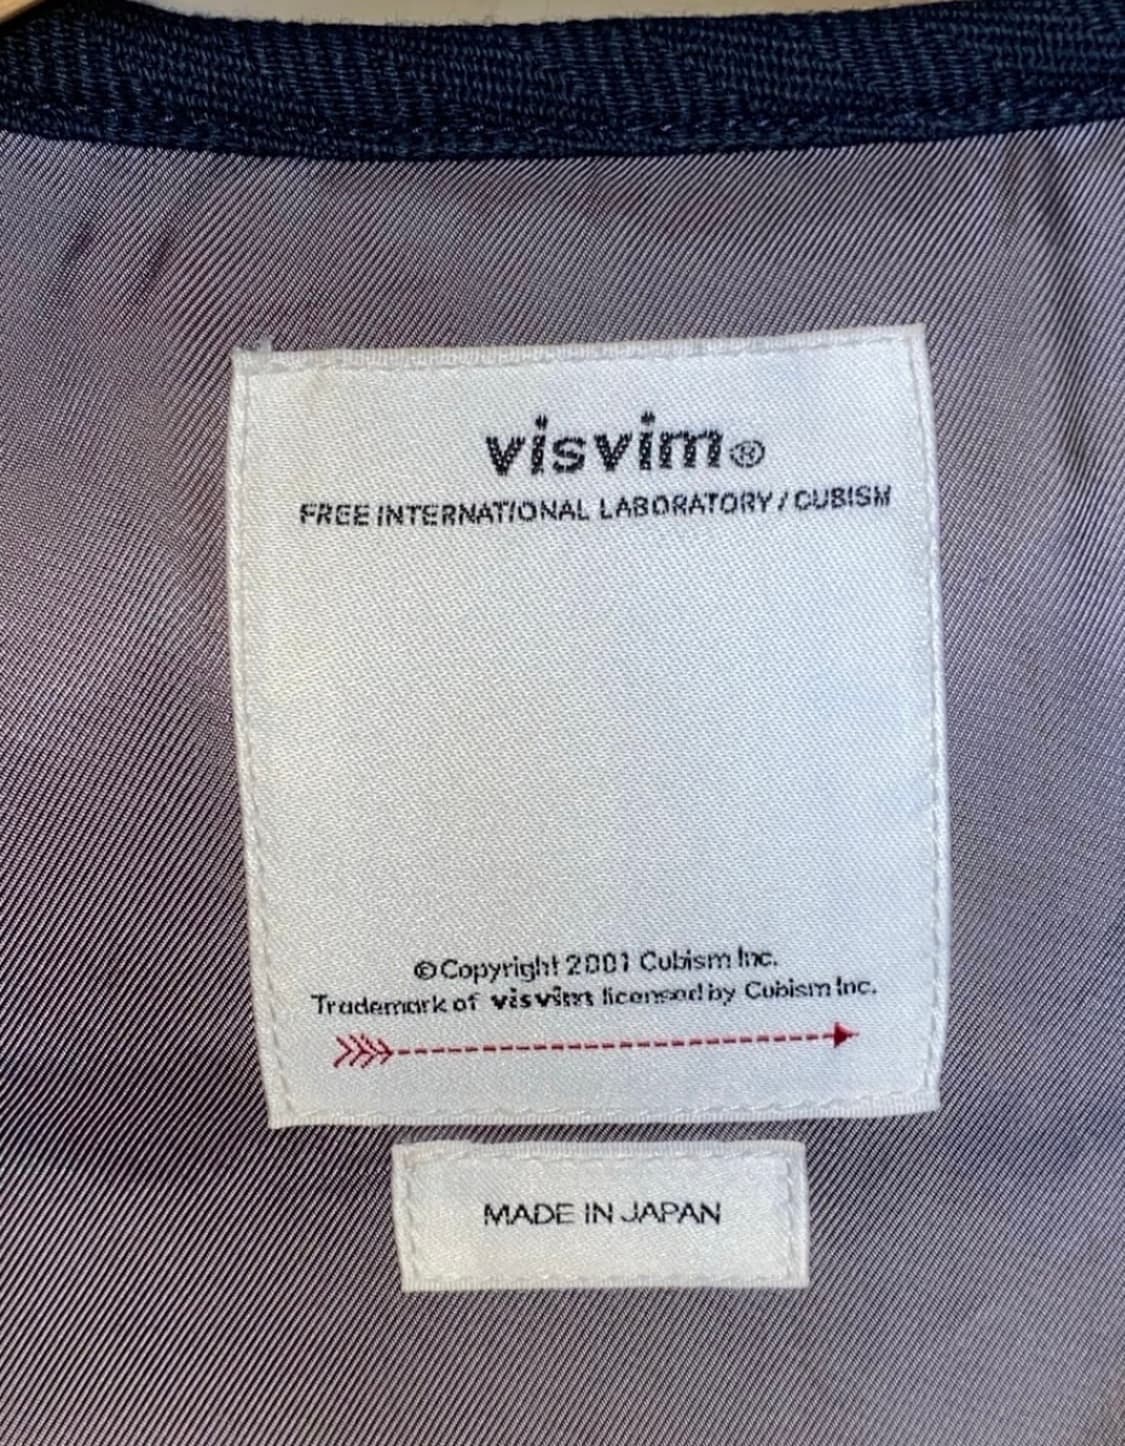 visvim®
FREE INTERNATIONAL LABORATORY / CUBISM
© Copyright 2001 Cubism Inc.
Trademark of visvim licensed by Cubism Inc.
MADE IN JAPAN